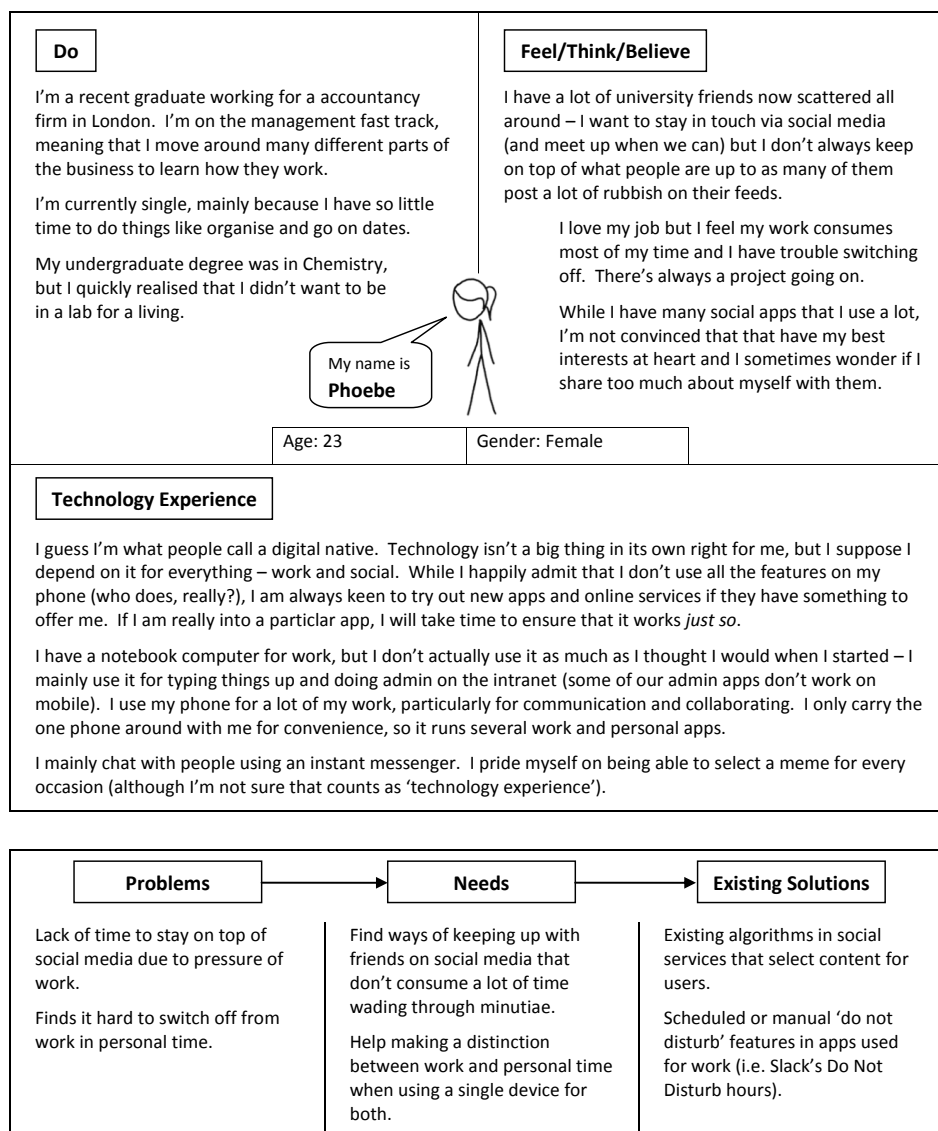 Do
I'm a recent graduate working for a accountancy
firm in London. I'm on the management fast track,
meaning that I move around many different parts of
the business to learn how they work.
I'm currently single, mainly because I have so little
time to do things like organise and go on dates.
My undergraduate degree was in Chemistry,
but I quickly realised that I didn't want to be
in a lab for a living.
Feel/Think/Believe
I have a lot of university friends now scattered all
around – I want to stay in touch via social media
(and meet up when we can) but I don't always keep
on top of what people are up to as many of them
post a lot of rubbish on their feeds.
I love my job but I feel my work consumes
most of my time and I have trouble switching
off. There's always a project going on.
While I have many social apps that I use a lot,
I'm not convinced that that have my best
interests at heart and I sometimes wonder if I
share too much about myself with them.
My name is
Phoebe
Age: 23
Gender: Female
Technology Experience
I guess I'm what people call a digital native. Technology isn't a big thing in its own right for me, but I suppose I
depend on it for everything – work and social. While I happily admit that I don't use all the features on my
phone (who does, really?), I am always keen to try out new apps and online services if they have something to
offer me. If I am really into a particlar app, I will take time to ensure that it works just so.
I have a notebook computer for work, but I don't actually use it as much as I thought I would when I started – I
mainly use it for typing things up and doing admin on the intranet (some of our admin apps don't work on
mobile). I use my phone for a lot of my work, particularly for communication and collaborating. I only carry the
one phone around with me for convenience, so it runs several work and personal apps.
I mainly chat with people using an instant messenger. I pride myself on being able to select a meme for every
occasion (although I'm not sure that counts as 'technology experience').
Problems
Lack of time to stay on top of
social media due to pressure of
work.
Finds it hard to switch off from
work in personal time.
Needs
Find ways of keeping up with
friends on social media that
don't consume a lot of time
wading through minutiae.
Help making a distinction
between work and personal time
when using a single device for
both.
Existing Solutions
Existing algorithms in social
services that select content for
users.
Scheduled or manual 'do not
disturb' features in apps used
for work (i.e. Slack's Do Not
Disturb hours).